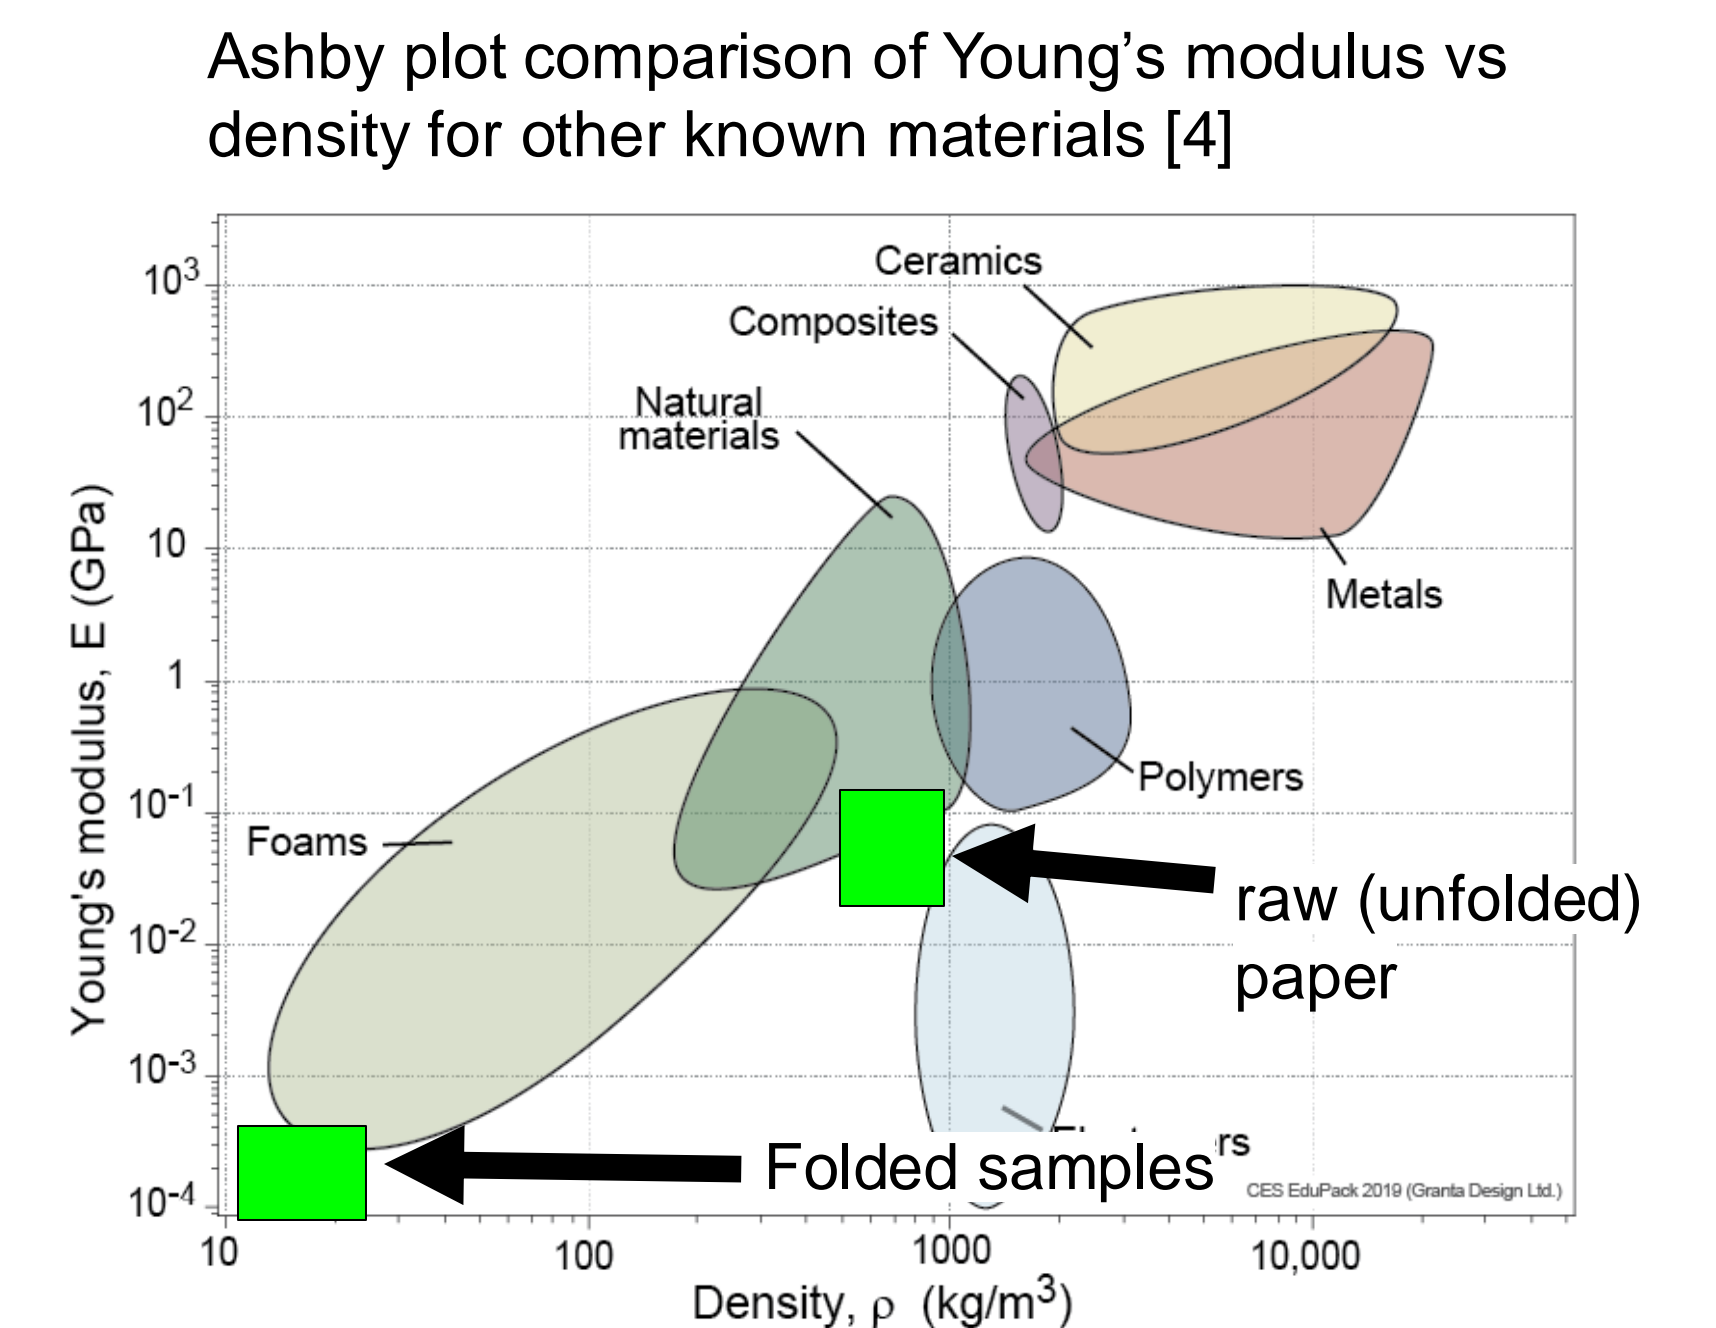 Ashby plot comparison of Young’s modulus vs
density for other known materials [4]
Ceramics
Composites
Natural
materials
Metals
Polymers
Foams
raw (unfolded)
paper
Folded samples
CES EduPack 2019 (Granta Design Ltd.)
Young's modulus, E (GPa)
10³
10²
10
1
10⁻¹
10⁻²
10⁻³
10⁻⁴
10
100
1000
10,000
Density, ρ (kg/m³)